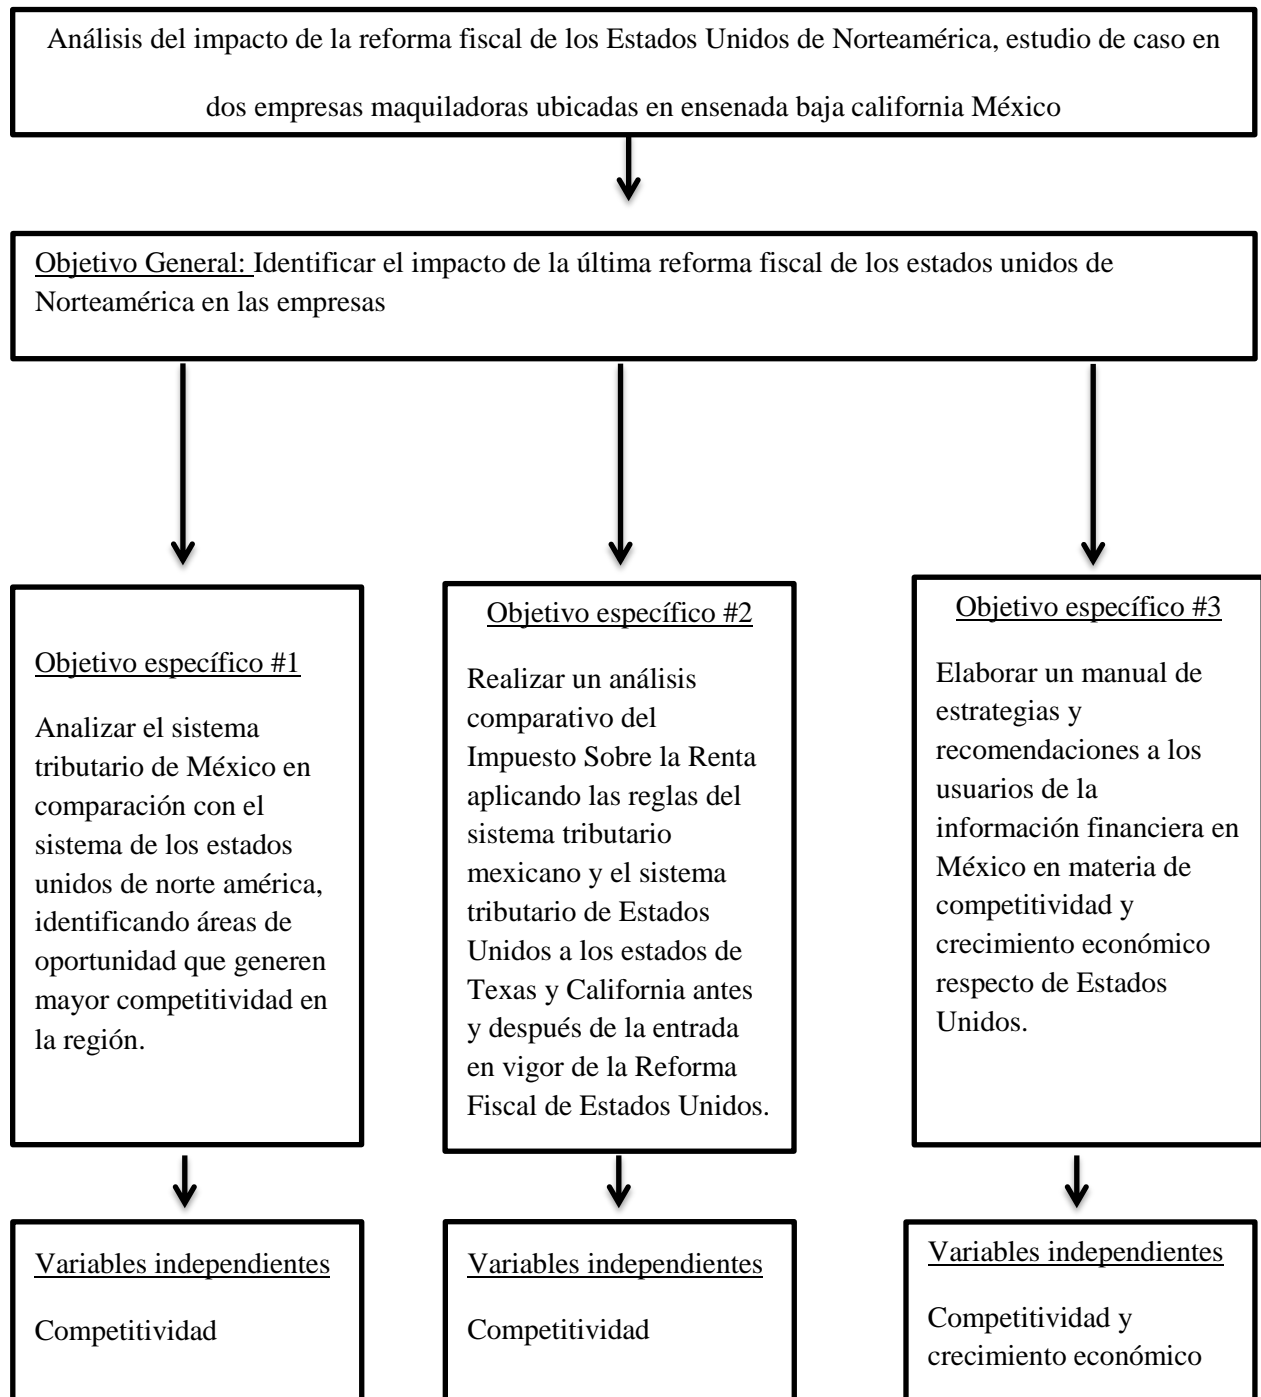 Análisis del impacto de la reforma fiscal de los Estados Unidos de Norteamérica, estudio de caso en
dos empresas maquiladoras ubicadas en ensenada baja california México
Objetivo General: Identificar el impacto de la última reforma fiscal de los estados unidos de
Norteamérica en las empresas
Objetivo específico #1
Analizar el sistema
tributario de México en
comparación con el
sistema de los estados
unidos de norte américa,
identificando áreas de
oportunidad que generen
mayor competitividad en
la región.
Objetivo específico #2
Realizar un análisis
comparativo del
Impuesto Sobre la Renta
aplicando las reglas del
sistema tributario
mexicano y el sistema
tributario de Estados
Unidos a los estados de
Texas y California antes
y después de la entrada
en vigor de la Reforma
Fiscal de Estados Unidos.
Objetivo específico #3
Elaborar un manual de
estrategias y
recomendaciones a los
usuarios de la
información financiera en
México en materia de
competitividad y
crecimiento económico
respecto de Estados
Unidos.
Variables independientes
Competitividad
Variables independientes
Competitividad
Variables independientes
Competitividad y
crecimiento económico